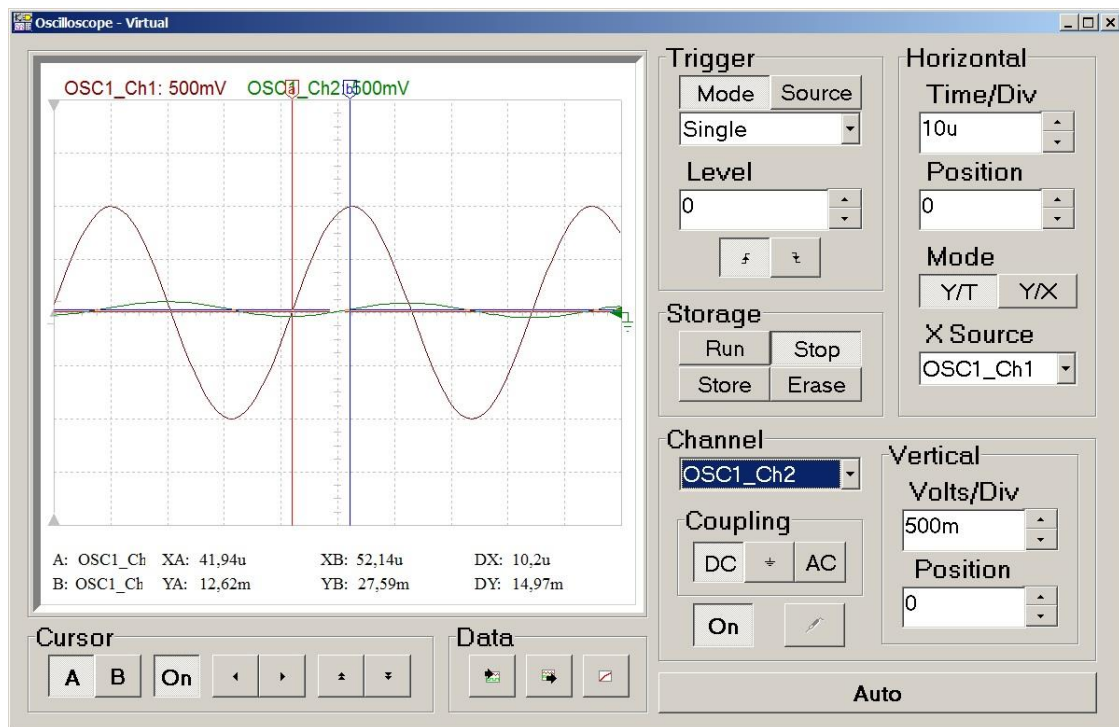 Oscilloscope - Virtual
OSC1_Ch1: 500mV OSC1_Ch2: 500mV
a b
A: OSC1_Ch XA: 41,94u XB: 52,14u DX: 10,2u
B: OSC1_Ch YA: 12,62m YB: 27,59m DY: 14,97m
Cursor
A B On
Data
Trigger
Mode Source
Single
Level
0
Storage
Run Stop
Store Erase
Horizontal
Time/Div
10u
Position
0
Mode
Y/T Y/X
X Source
OSC1_Ch1
Channel
OSC1_Ch2
Coupling
DC AC
On
Vertical
Volts/Div
500m
Position
0
Auto